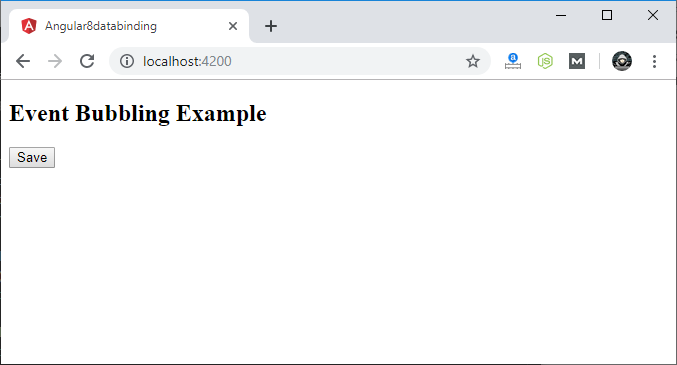 Angular8databinding
localhost:4200
Event Bubbling Example
Save